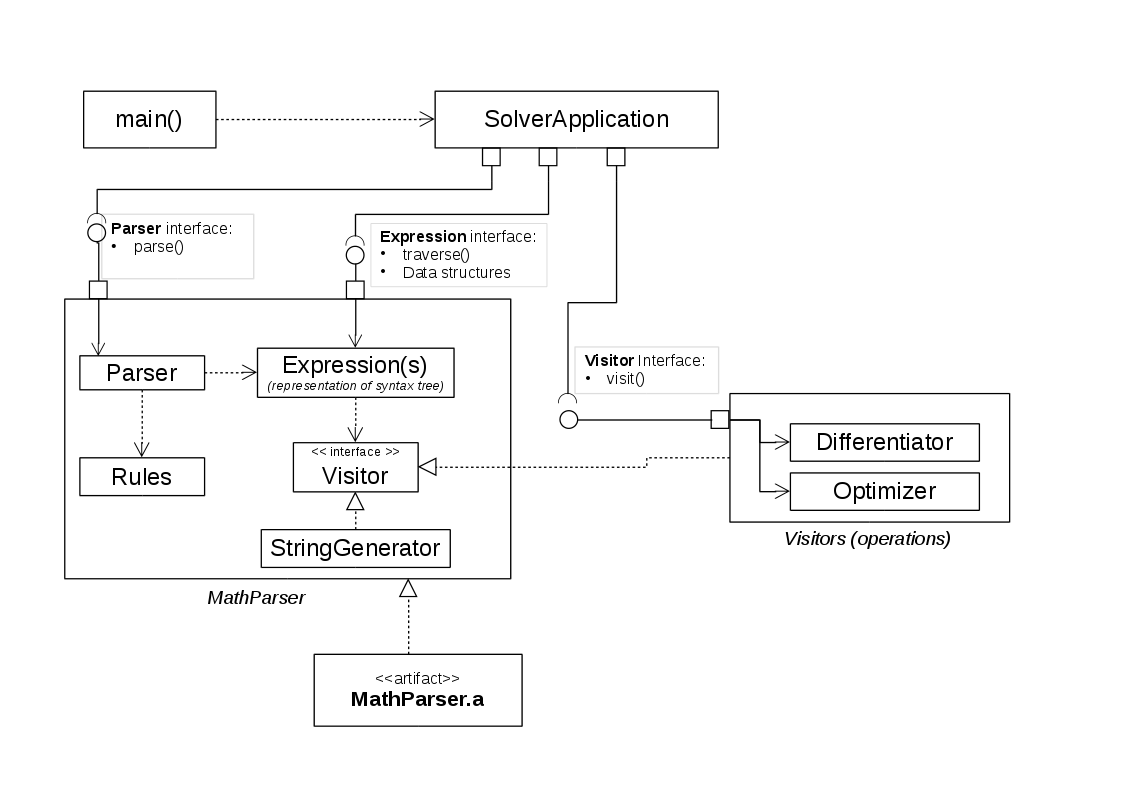 main()
SolverApplication
Parser interface:
• parse()
Expression interface:
• traverse()
• Data structures
Visitor Interface:
• visit()
Parser
Expression(s)
(representation of syntax tree)
Rules
<< interface >>
Visitor
StringGenerator
MathParser
Differentiator
Optimizer
Visitors (operations)
<<artifact>>
MathParser.a